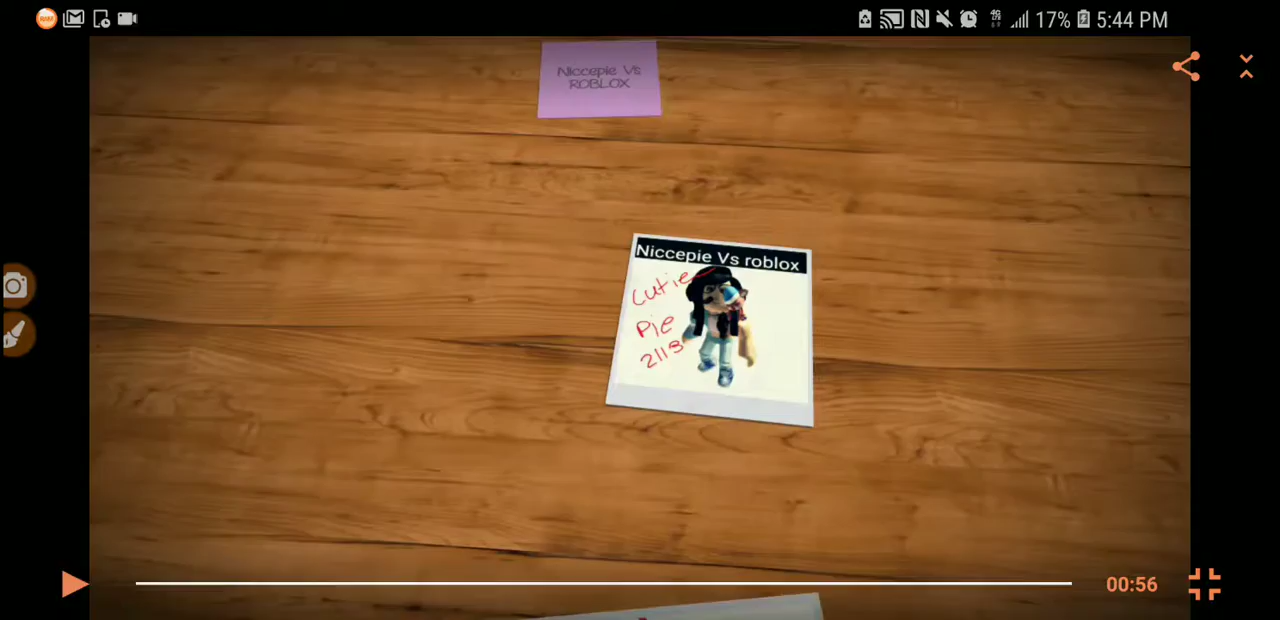 17% 5:44 PM
Niccepie Vs
ROBLOX
Niccepie Vs roblox
Cutie
Pie
2113
00:56